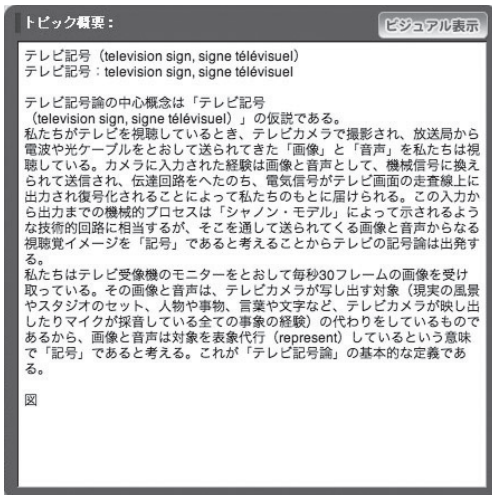 トピック概要：
ビジュアル表示
テレビ記号（television sign, signe télévisuel）
テレビ記号：television sign, signe télévisuel
テレビ記号論の中心概念は「テレビ記号
（television sign, signe télévisuel）」の仮説である。
私たちがテレビを視聴しているとき、テレビカメラで撮影され、放送局から
電波や光ケーブルをとおして送られてきた「画像」と「音声」を私たちは視
聴している。カメラに入力された経験は画像と音声として、機械信号に換え
られて送信され、伝達回路をへたのち、電気信号がテレビ画面の走査線上に
出力され復号化されることによって私たちのもとに届けられる。この入力か
ら出力までの機械的プロセスは「シャノン・モデル」によって示されるよう
な技術的回路に相当するが、そこを通して送られてくる画像と音声からなる
視聴覚イメージを「記号」であると考えることからテレビの記号論は出発す
る。
私たちはテレビ受像機のモニターをとおして毎秒30フレームの画像を受け
取っている。その画像と音声は、テレビカメラが写し出す対象（現実の風景
やスタジオのセット、人物や事物、言葉や文字など、テレビカメラが映し出
したりマイクが採音している全ての事象の経験）の代わりをしているもので
あるから、画像と音声は対象を表象代行（represent）しているという意味
で「記号」であると考える。これが「テレビ記号論」の基本的な定義であ
る。
図